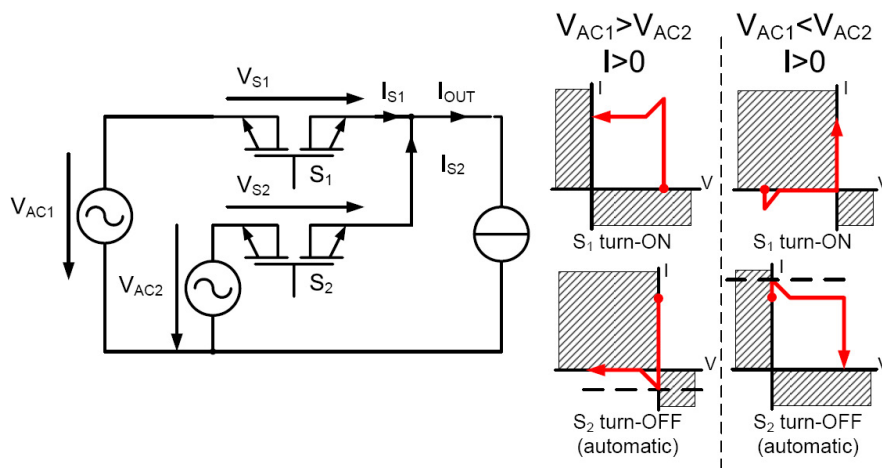 V_S1
I_S1
I_OUT
S_1
I_S2
V_S2
V_AC1
S_2
V_AC2
V_AC1>V_AC2
I>0
I
V
S_1 turn-ON
I
V
S_2 turn-OFF
(automatic)
V_AC1<V_AC2
I>0
I
V
S_1 turn-ON
I
V
S_2 turn-OFF
(automatic)